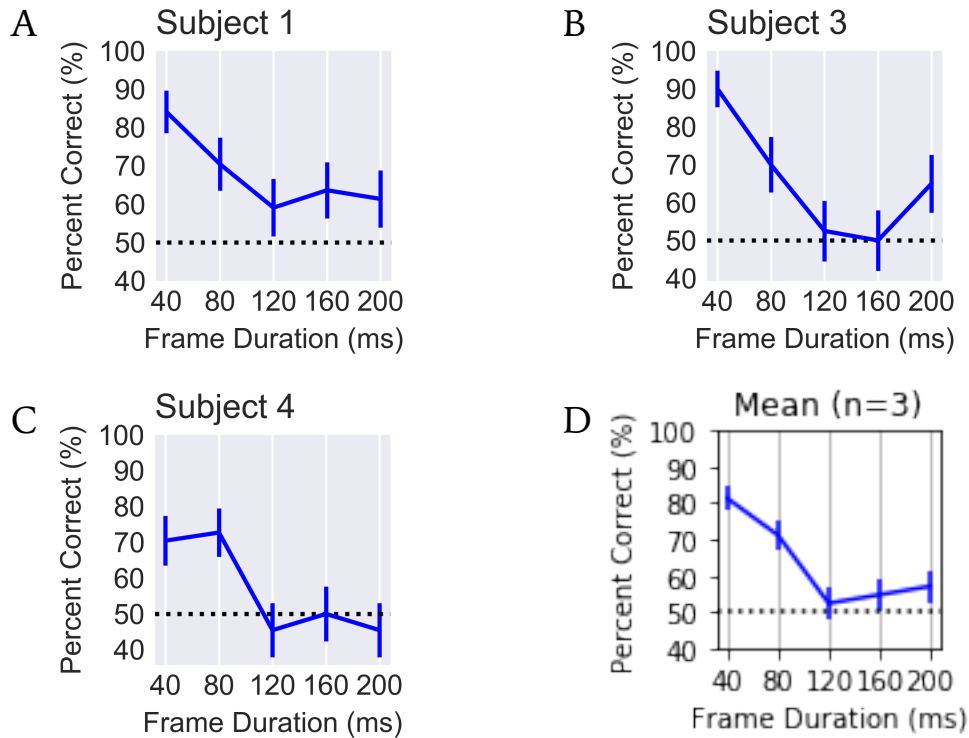 A
Subject 1
Percent Correct (%)
100
90
80
70
60
50
40
40 80 120 160 200
Frame Duration (ms)
B
Subject 3
Percent Correct (%)
100
90
80
70
60
50
40
40 80 120 160 200
Frame Duration (ms)
C
Subject 4
Percent Correct (%)
100
90
80
70
60
50
40
40 80 120 160 200
Frame Duration (ms)
D
Mean (n=3)
Percent Correct (%)
100
90
80
70
60
50
40
40 80 120 160 200
Frame Duration (ms)